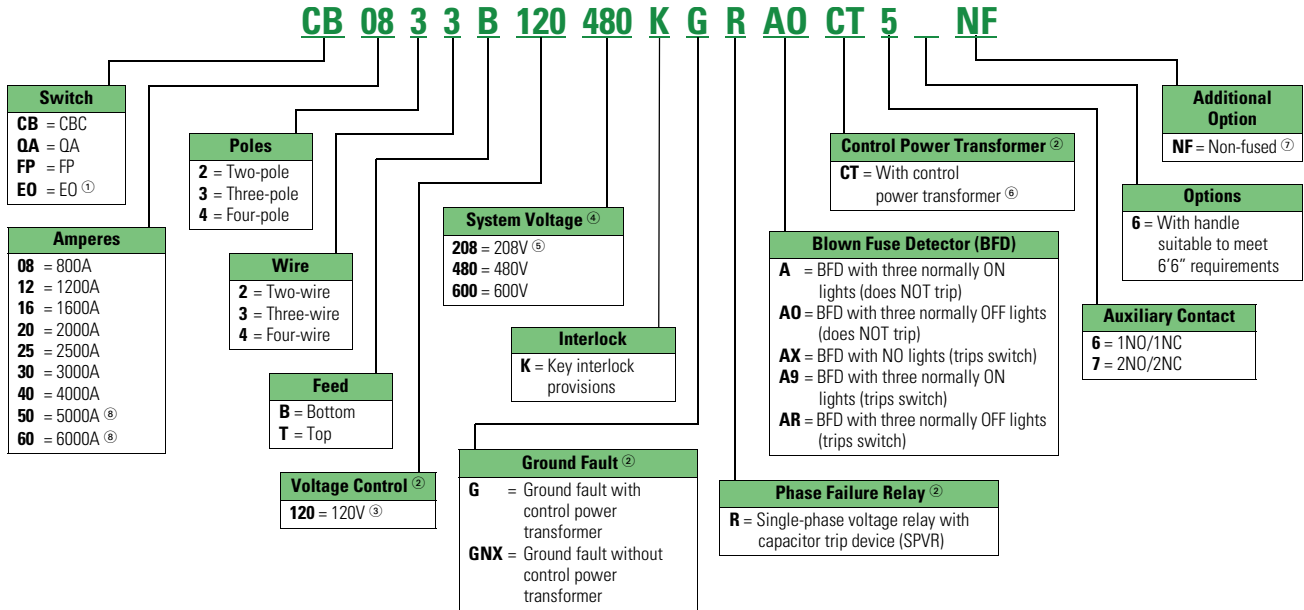 CB 08 3 3 B 120 480 K G R AO CT 5 _ NF
Switch
CB = CBC
QA = QA
FP = FP
EO = EO ①
Amperes
08 = 800A
12 = 1200A
16 = 1600A
20 = 2000A
25 = 2500A
30 = 3000A
40 = 4000A
50 = 5000A ⑧
60 = 6000A ⑧
Poles
2 = Two-pole
3 = Three-pole
4 = Four-pole
Wire
2 = Two-wire
3 = Three-wire
4 = Four-wire
Feed
B = Bottom
T = Top
Voltage Control ②
120 = 120V ③
System Voltage ④
208 = 208V ⑤
480 = 480V
600 = 600V
Interlock
K = Key interlock
provisions
Ground Fault ②
G = Ground fault with
control power
transformer
GNX = Ground fault without
control power
transformer
Phase Failure Relay ②
R = Single-phase voltage relay with
capacitor trip device (SPVR)
Blown Fuse Detector (BFD)
A = BFD with three normally ON
lights (does NOT trip)
AO = BFD with three normally OFF lights
(does NOT trip)
AX = BFD with NO lights (trips switch)
A9 = BFD with three normally ON
lights (trips switch)
AR = BFD with three normally OFF lights
(trips switch)
Control Power Transformer ②
CT = With control
power transformer ⑥
Auxiliary Contact
6 = 1NO/1NC
7 = 2NO/2NC
Options
6 = With handle
suitable to meet
6'6" requirements
Additional
Option
NF = Non-fused ⑦